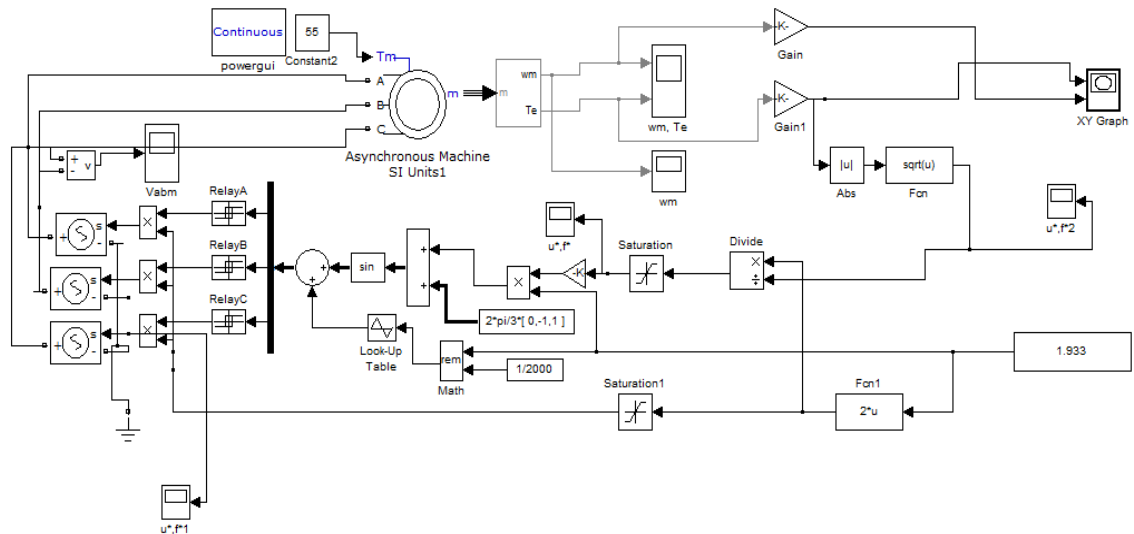 Continuous
powergui
55
Constant2
Tm
A
B
C
m
Asynchronous Machine
SI Units1
m
wm
Te
wm, Te
wm
-K-
Gain
-K-
Gain1
XY Graph
|u|
Abs
sqrt(u)
Fcn
u*,f*2
+
-
v
Vabm
RelayA
RelayB
RelayC
s
+
-
×
s
+
-
×
s
+
-
×
+
+
sin
+
+
×
-K-
u*,f*
Saturation
Divide
×
÷
2*pi/3*[ 0,-1,1 ]
Look-Up
Table
rem
Math
1/2000
Saturation1
Fcn1
2*u
1.933
u*,f*1